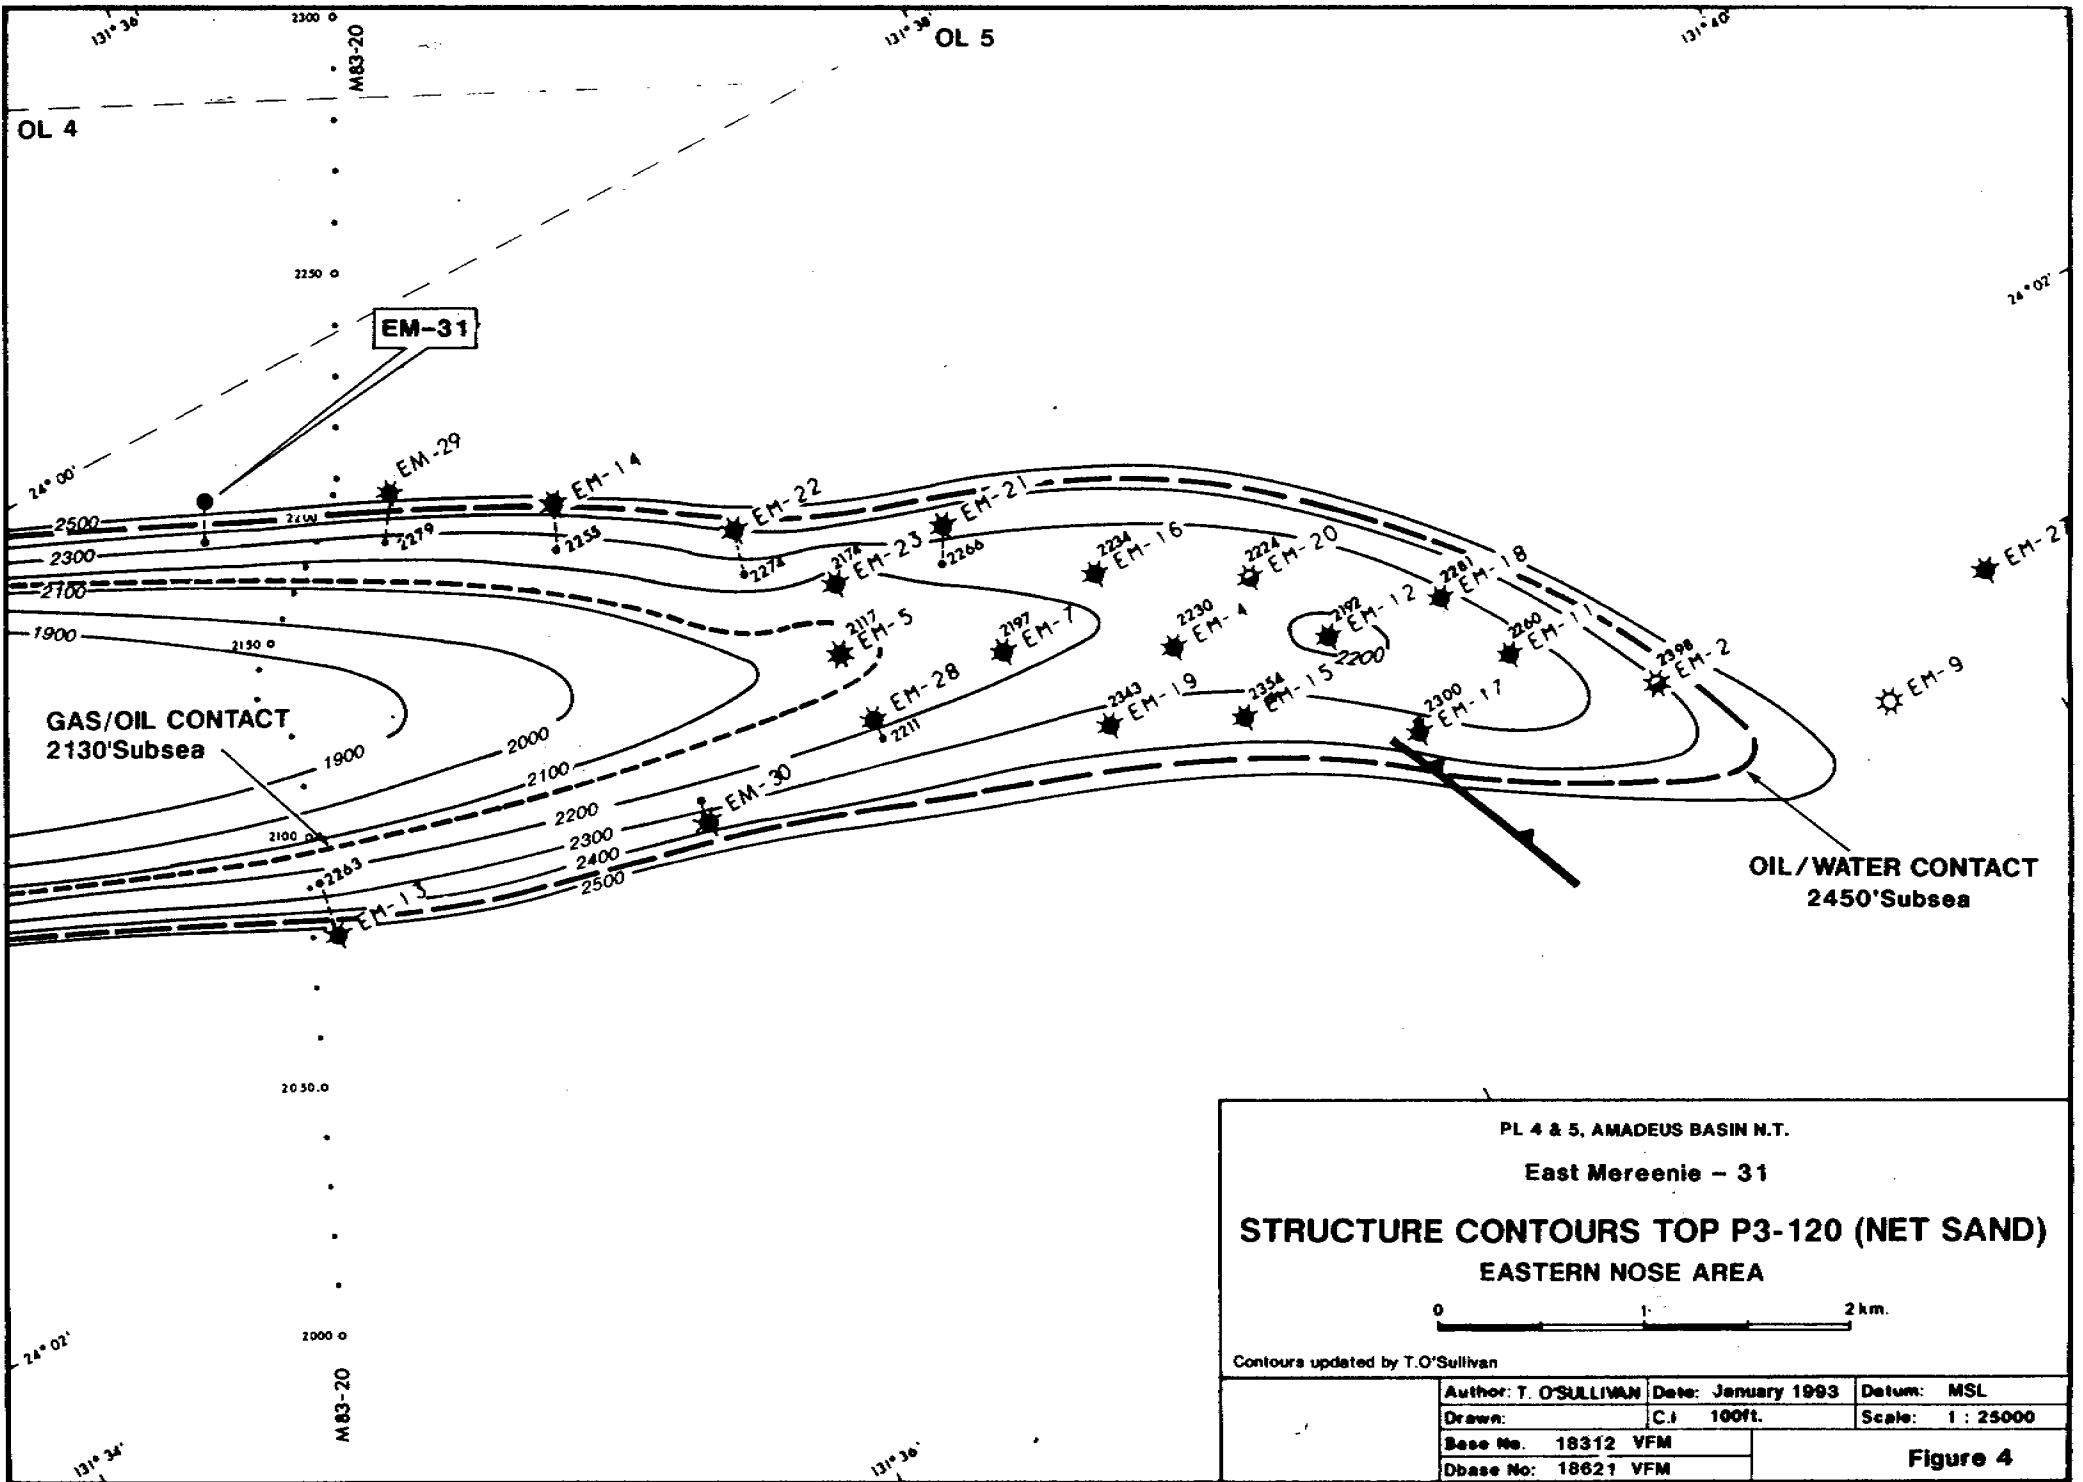 131° 36'
2300
M83-20
131° 38'
OL 5
131° 40'
OL 4
2250
24° 02'
EM-31
24° 00'
EM-29
EM-14
EM-22
EM-21
2500
2200
2279
2255
2274
2174
EM-23
2266
2234
EM-16
2224
EM-20
2281
EM-18
2300
2100
1900
2150
2117
EM-5
2197
EM-7
2230
EM-4
2192
EM-12
2200
2260
EM-11
2398
EM-2
EM-9
GAS/OIL CONTACT
2130'Subsea
EM-28
2211
2343
EM-19
2354
EM-15
2300
EM-17
1900
2000
2100
2100
EM-30
2200
2300
2400
2500
2263
EM-13
OIL/WATER CONTACT
2450'Subsea
2050
2000
M83-20
24° 02'
131° 34'
131° 36'
PL 4 & 5, AMADEUS BASIN N.T.
East Mereenie – 31
STRUCTURE CONTOURS TOP P3-120 (NET SAND)
EASTERN NOSE AREA
0 1 2 km.
Contours updated by T.O'Sullivan
Author: T. O'SULLIVAN Date: January 1993 Datum: MSL
Drawn: C.I 100ft. Scale: 1 : 25000
Base No. 18312 VFM
Dbase No: 18621 VFM
Figure 4